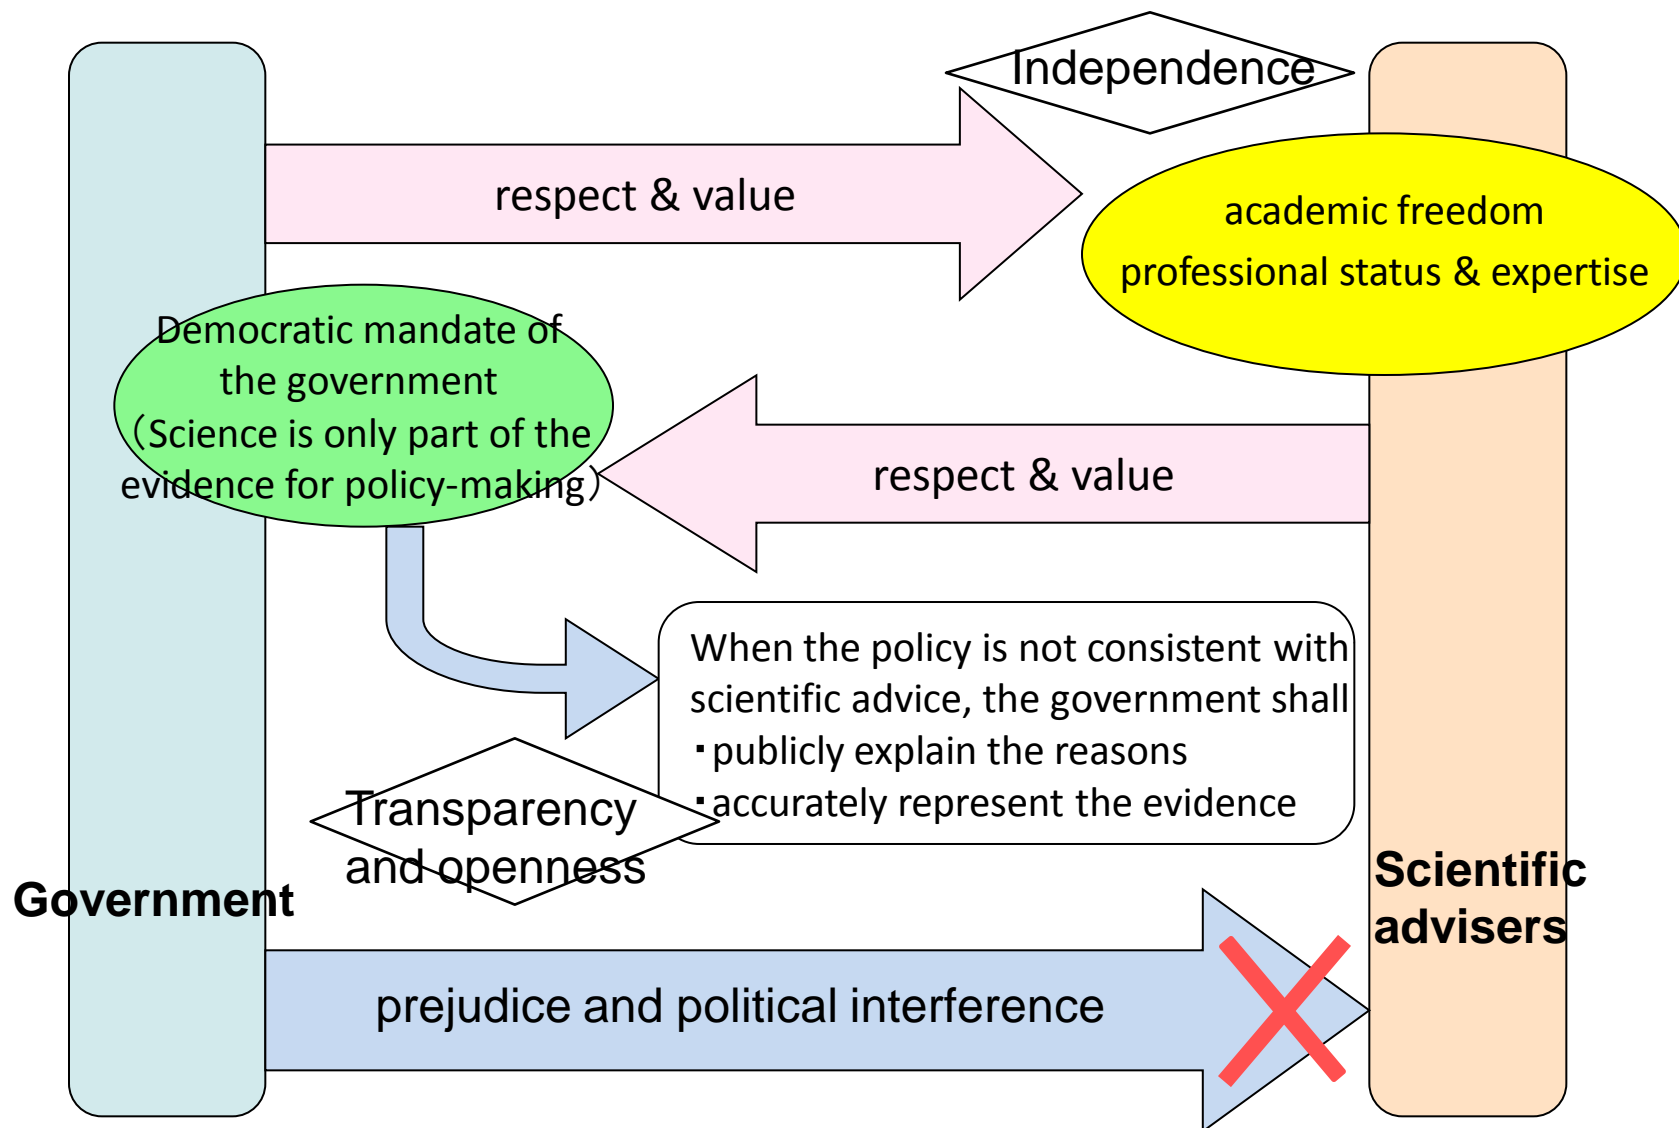 Independence
respect & value
academic freedom
professional status & expertise
Democratic mandate of
the government
（Science is only part of the
evidence for policy-making）
respect & value
When the policy is not consistent with
scientific advice, the government shall
・publicly explain the reasons
・accurately represent the evidence
Transparency
and openness
Government
Scientific
advisers
prejudice and political interference